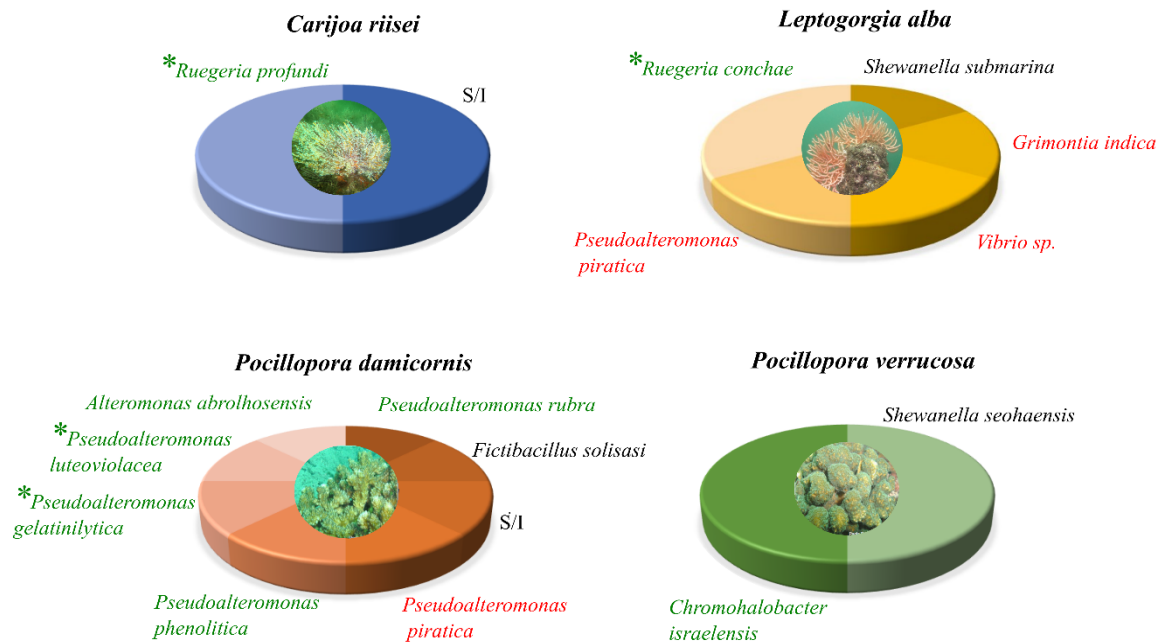 Carijoa riisei
*Ruegeria profundi
S/I
Leptogorgia alba
*Ruegeria conchae
Shewanella submarina
Grimontia indica
Pseudoalteromonas
piratica
Vibrio sp.
Pocillopora damicornis
Alteromonas abrolhosensis
Pseudoalteromonas rubra
*Pseudoalteromonas
luteoviolacea
Fictibacillus solisasi
*Pseudoalteromonas
gelatinilytica
S/I
Pseudoalteromonas
phenolitica
Pseudoalteromonas
piratica
Pocillopora verrucosa
Shewanella seohaensis
Chromohalobacter
israelensis